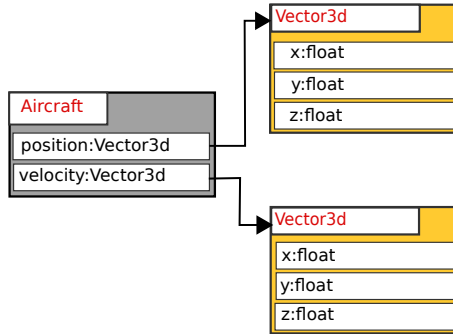 Aircraft
position:Vector3d
velocity:Vector3d
Vector3d
x:float
y:float
z:float
Vector3d
x:float
y:float
z:float